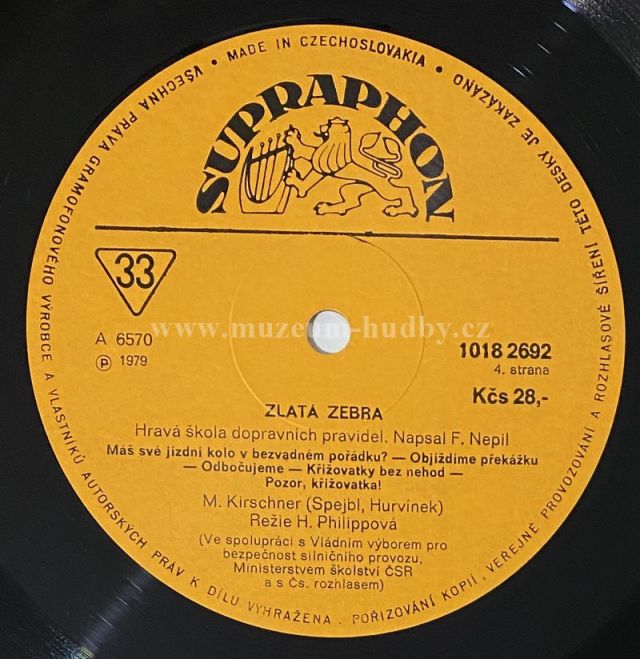 VŠECHNA PRÁVA GRAMOFONOVÉHO VÝROBCE A VLASTNÍKŮ AUTORSKÝCH PRÁV K DÍLU VYHRAŽENA . POŘIZOVÁNÍ KOPIÍ, VEŘEJNÉ PROVOZOVÁNÍ A ROZHLASOVÉ ŠÍŘENÍ TÉTO DESKY JE ZAKÁZÁNO • MADE IN CZECHOSLOVAKIA •
SUPRAPHON
33
www.muzeum-hudby.cz
A 6570
℗ 1979
1018 2692
4. strana
Kčs 28,-
ZLATÁ ZEBRA
Hravá škola dopravních pravidel. Napsal F. Nepil
Máš své jízdní kolo v bezvadném pořádku? — Objíždíme překážku
— Odbočujeme — Křižovatky bez nehod —
Pozor, křižovatka!
M. Kirschner (Spejbl, Hurvínek)
Režie H. Philippová
(Ve spolupráci s Vládním výborem pro
bezpečnost silničního provozu,
Ministerstvem školství ČSR
a s Čs. rozhlasem)